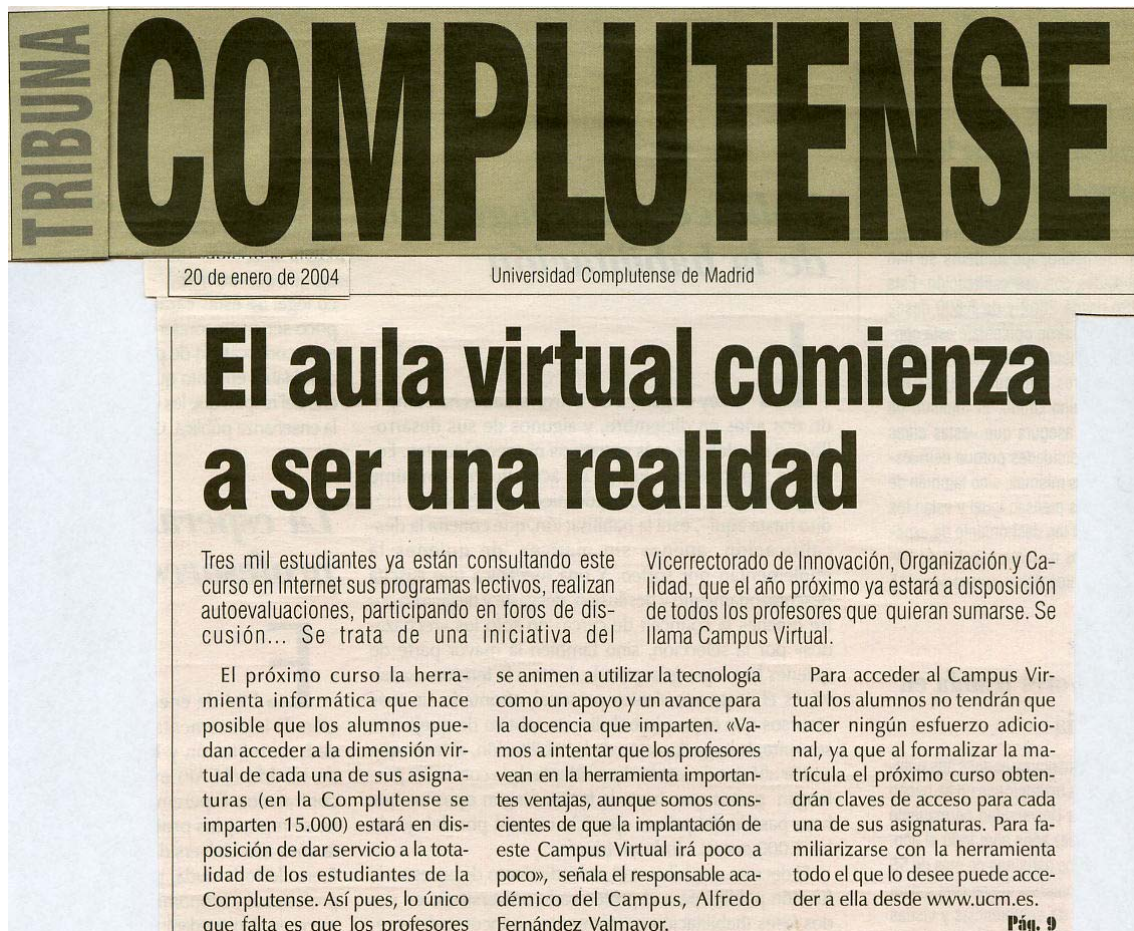 TRIBUNA
COMPLUTENSE
20 de enero de 2004
Universidad Complutense de Madrid
El aula virtual comienza
a ser una realidad
Tres mil estudiantes ya están consultando este
curso en Internet sus programas lectivos, realizan
autoevaluaciones, participando en foros de dis-
cusión... Se trata de una iniciativa del
Vicerrectorado de Innovación, Organización y Ca-
lidad, que el año próximo ya estará a disposición
de todos los profesores que quieran sumarse. Se
llama Campus Virtual.
El próximo curso la herra-
mienta informática que hace
posible que los alumnos pue-
dan acceder a la dimensión vir-
tual de cada una de sus asigna-
turas (en la Complutense se
imparten 15.000) estará en dis-
posición de dar servicio a la tota-
lidad de los estudiantes de la
Complutense. Así pues, lo único
que falta es que los profesores
se animen a utilizar la tecnología
como un apoyo y un avance para
la docencia que imparten. «Va-
mos a intentar que los profesores
vean en la herramienta importan-
tes ventajas, aunque somos cons-
cientes de que la implantación de
este Campus Virtual irá poco a
poco», señala el responsable aca-
démico del Campus, Alfredo
Fernández Valmayor.
Para acceder al Campus Vir-
tual los alumnos no tendrán que
hacer ningún esfuerzo adicio-
nal, ya que al formalizar la ma-
trícula el próximo curso obten-
drán claves de acceso para cada
una de sus asignaturas. Para fa-
miliarizarse con la herramienta
todo el que lo desee puede acce-
der a ella desde www.ucm.es.
Pág. 9